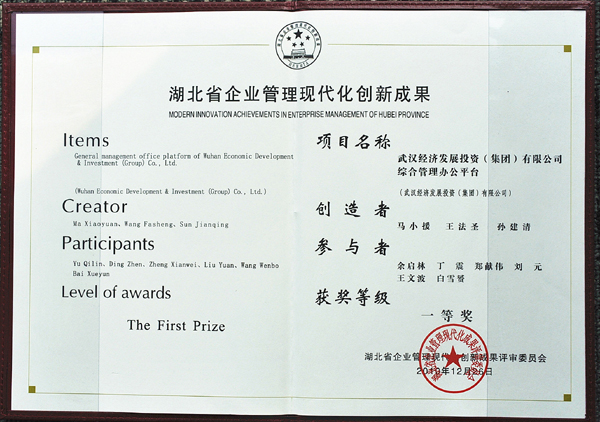 湖北省企业管理现代化创新成果
MODERN INNOVATION ACHIEVEMENTS IN ENTERPRISE MANAGEMENT OF HUBEI PROVINCE
Items
General management office platform of Wuhan Economic Development
& Investment (Group) Co., Ltd.
(Wuhan Economic Development & Investment (Group) Co., Ltd.)
Creator
Ma Xiaoyuan、Wang Fasheng、Sun Jianqing
Participants
Yu Qilin、Ding Zhen、Zheng Xianwei、Liu Yuan、Wang Wenbo
Bai Xueyun
Level of awards
The First Prize
项目名称
武汉经济发展投资（集团）有限公司
综合管理办公平台
（武汉经济发展投资（集团）有限公司）
创造者
马小援 王法圣 孙建清
参与者
余启林 丁震 郑献伟 刘元
王文波 白雪赟
获奖等级
一等奖
湖北省企业管理现代化创新成果评审委员会
12月26日